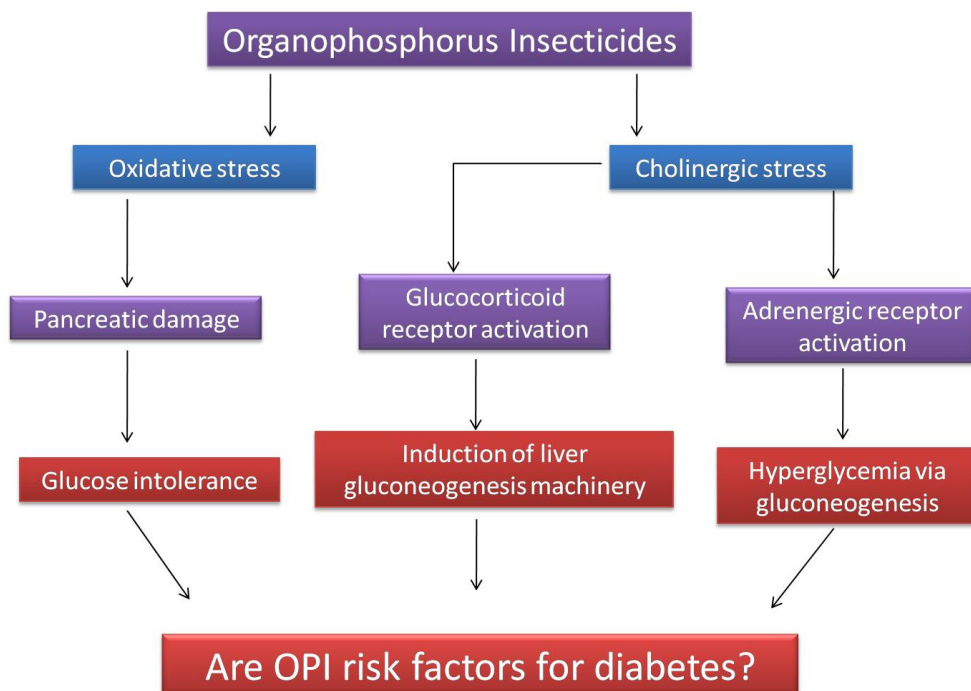 Organophosphorus Insecticides
Oxidative stress
Cholinergic stress
Pancreatic damage
Glucocorticoid
receptor activation
Adrenergic receptor
activation
Glucose intolerance
Induction of liver
gluconeogenesis machinery
Hyperglycemia via
gluconeogenesis
Are OPI risk factors for diabetes?